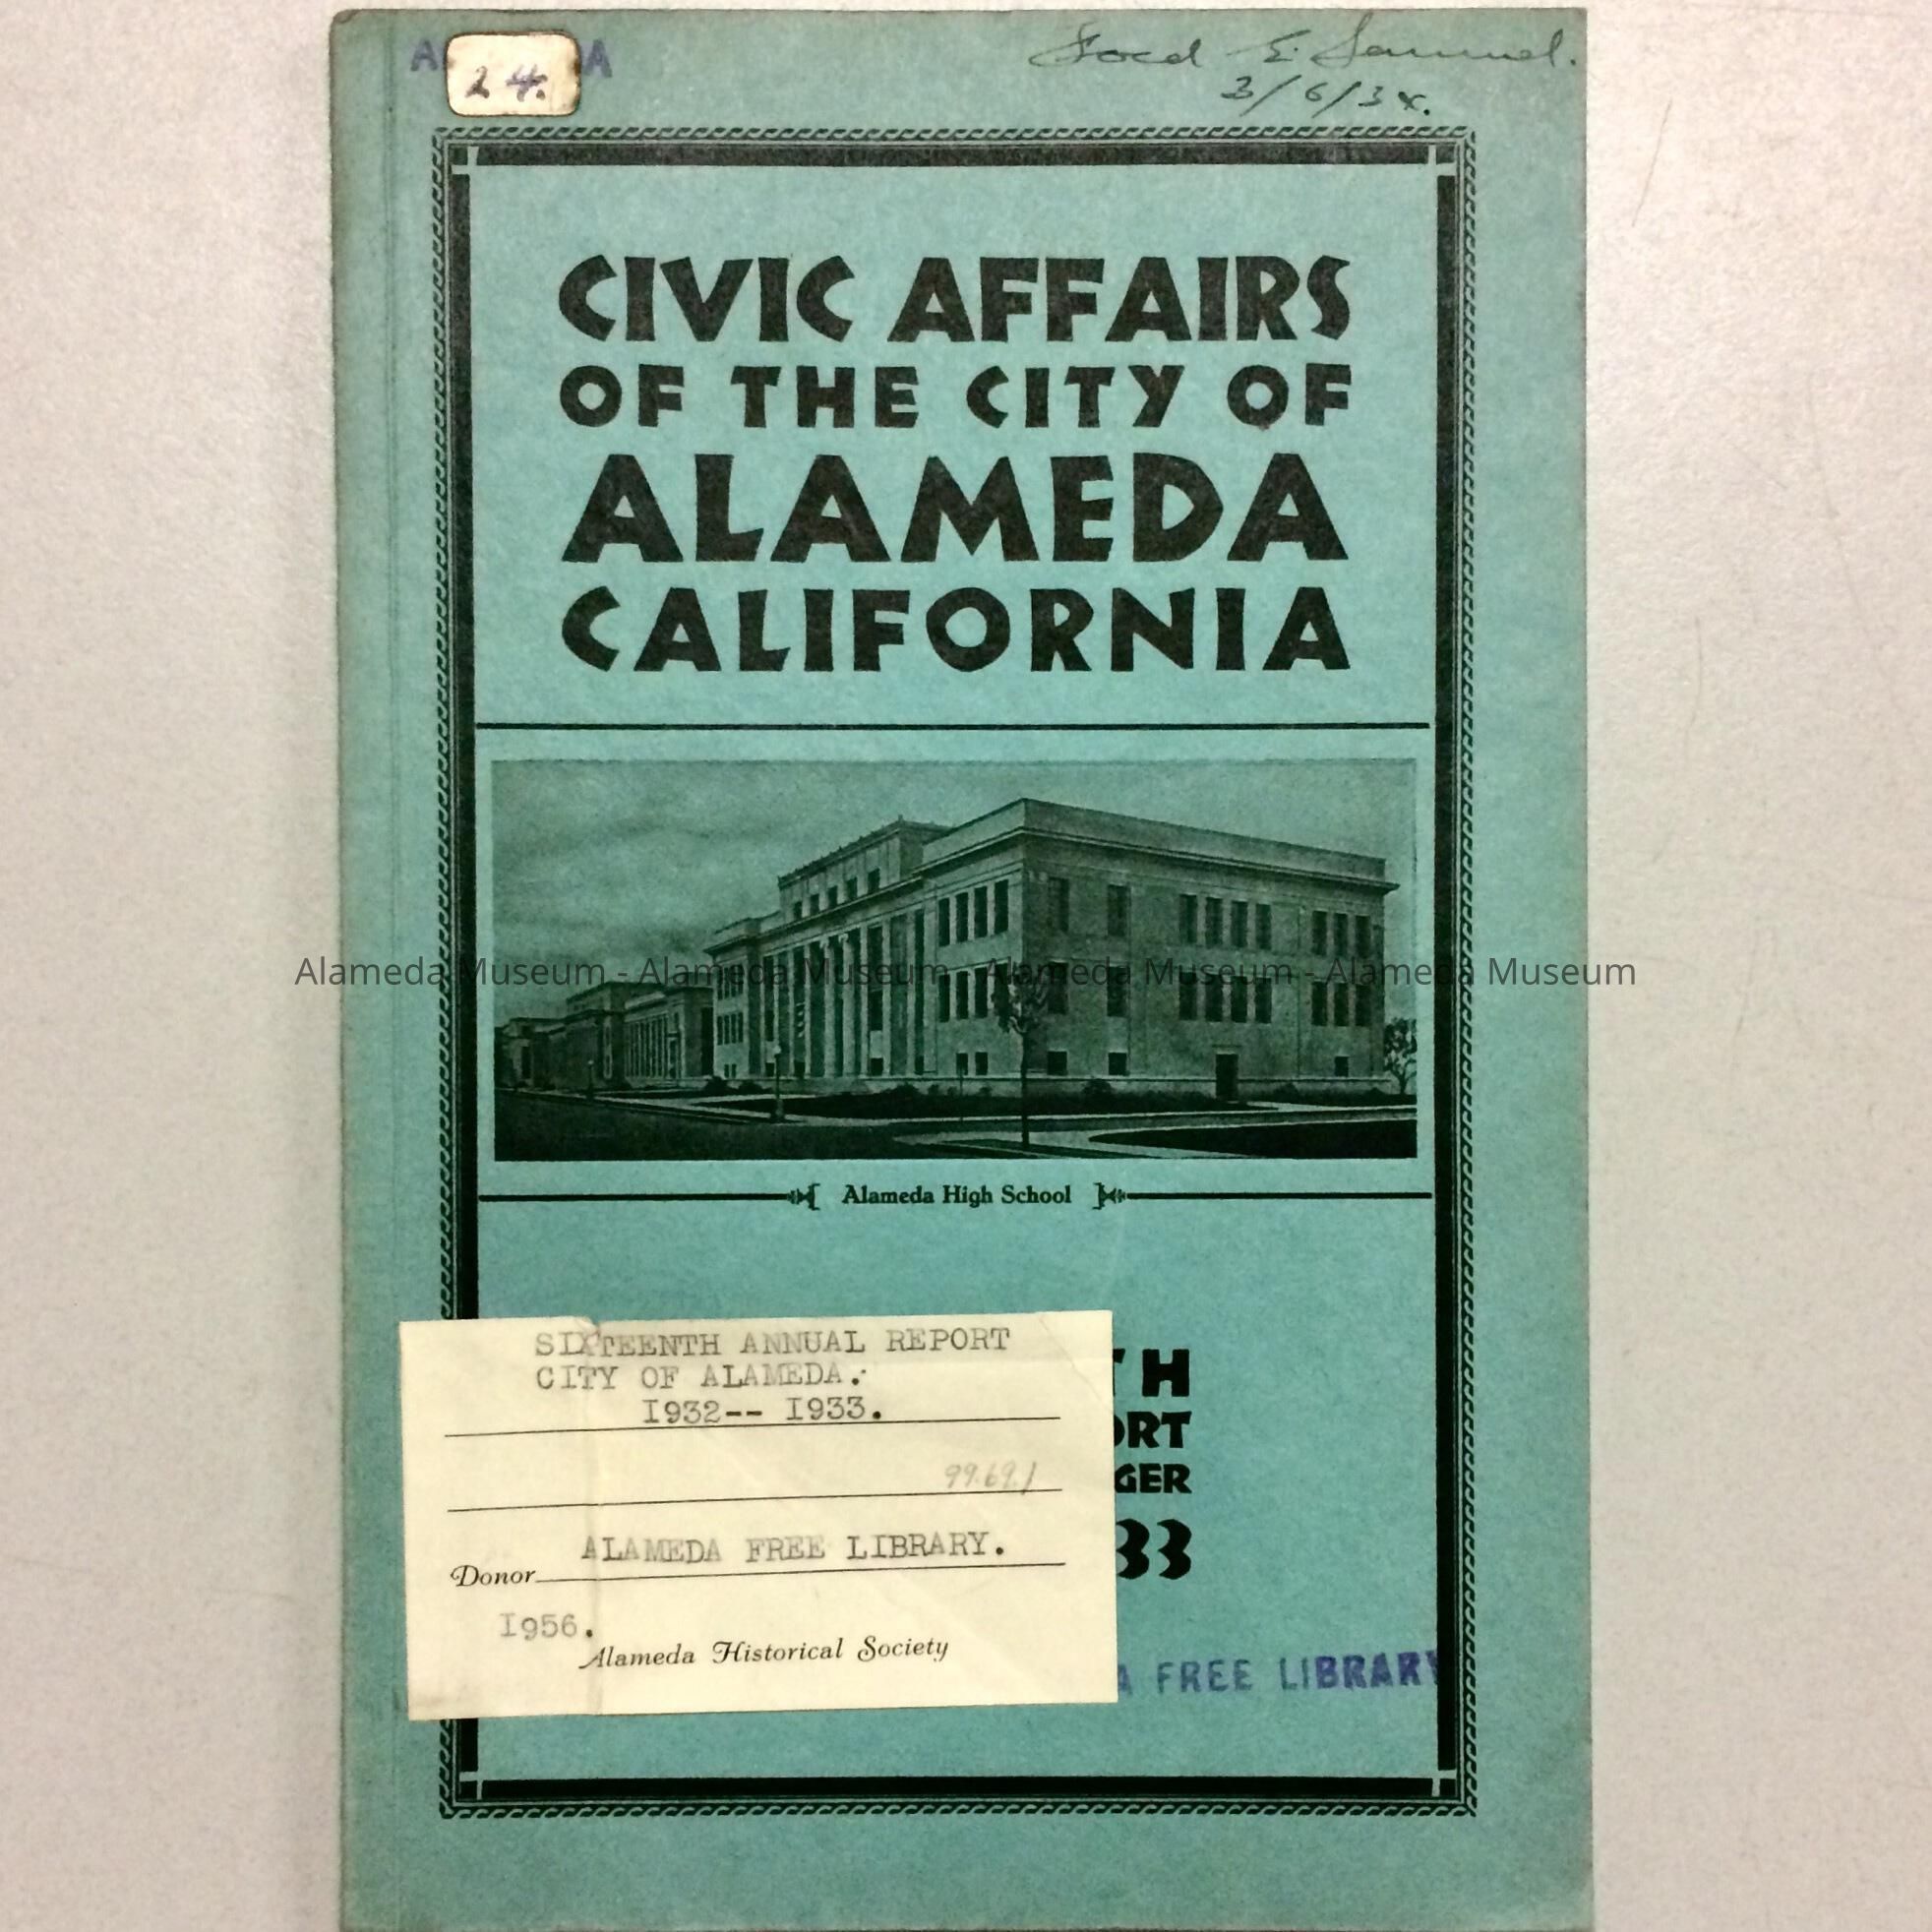 24.
Ford E. Samuel.
3/6/34.
CIVIC AFFAIRS
OF THE CITY OF
ALAMEDA
CALIFORNIA
Alameda Museum - Alameda Museum - Alameda Museum - Alameda Museum
Alameda High School
SIXTEENTH ANNUAL REPORT
CITY OF ALAMEDA.
1932-- 1933.
99.69.1
ALAMEDA FREE LIBRARY.
Donor
1956.
Alameda Historical Society
TH
ORT
GER
33
A FREE LIBRARY